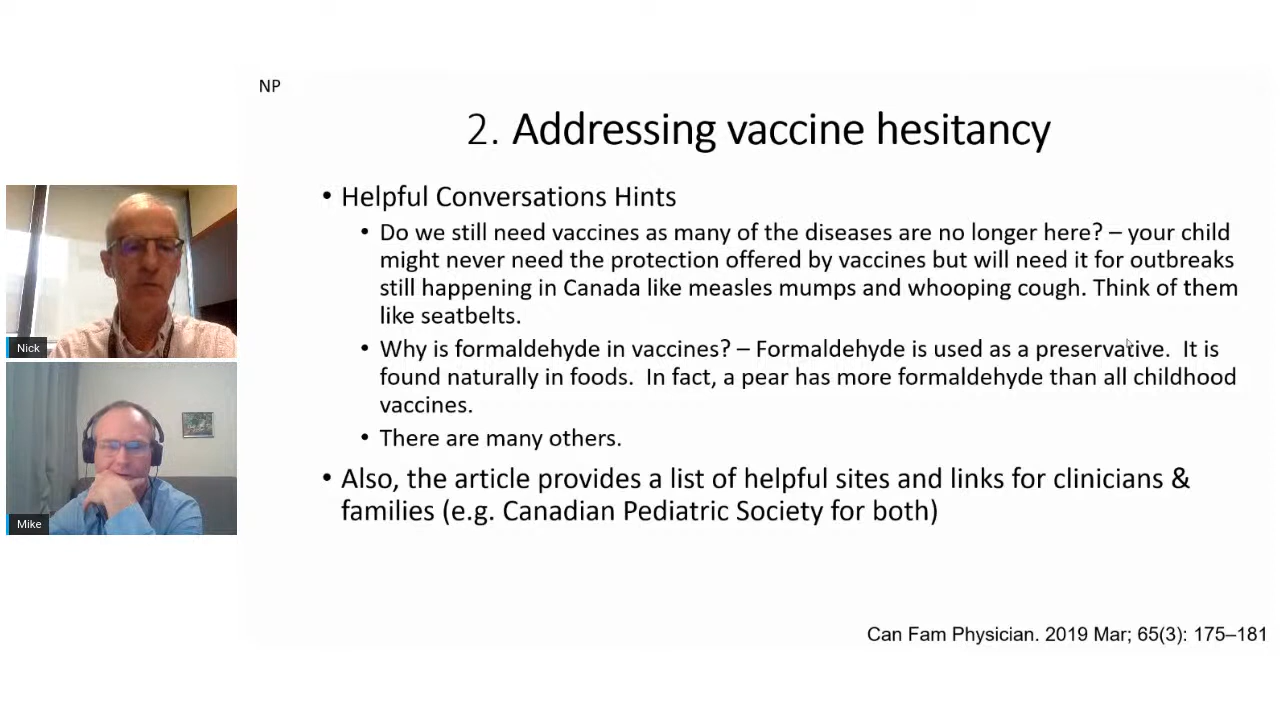 NP
2. Addressing vaccine hesitancy
• Helpful Conversations Hints
• Do we still need vaccines as many of the diseases are no longer here? – your child
might never need the protection offered by vaccines but will need it for outbreaks
still happening in Canada like measles mumps and whooping cough. Think of them
like seatbelts.
• Why is formaldehyde in vaccines? – Formaldehyde is used as a preservative.  It is
found naturally in foods.  In fact, a pear has more formaldehyde than all childhood
vaccines.
• There are many others.
• Also, the article provides a list of helpful sites and links for clinicians &
families (e.g. Canadian Pediatric Society for both)
Can Fam Physician. 2019 Mar; 65(3): 175–181
Nick
Mike